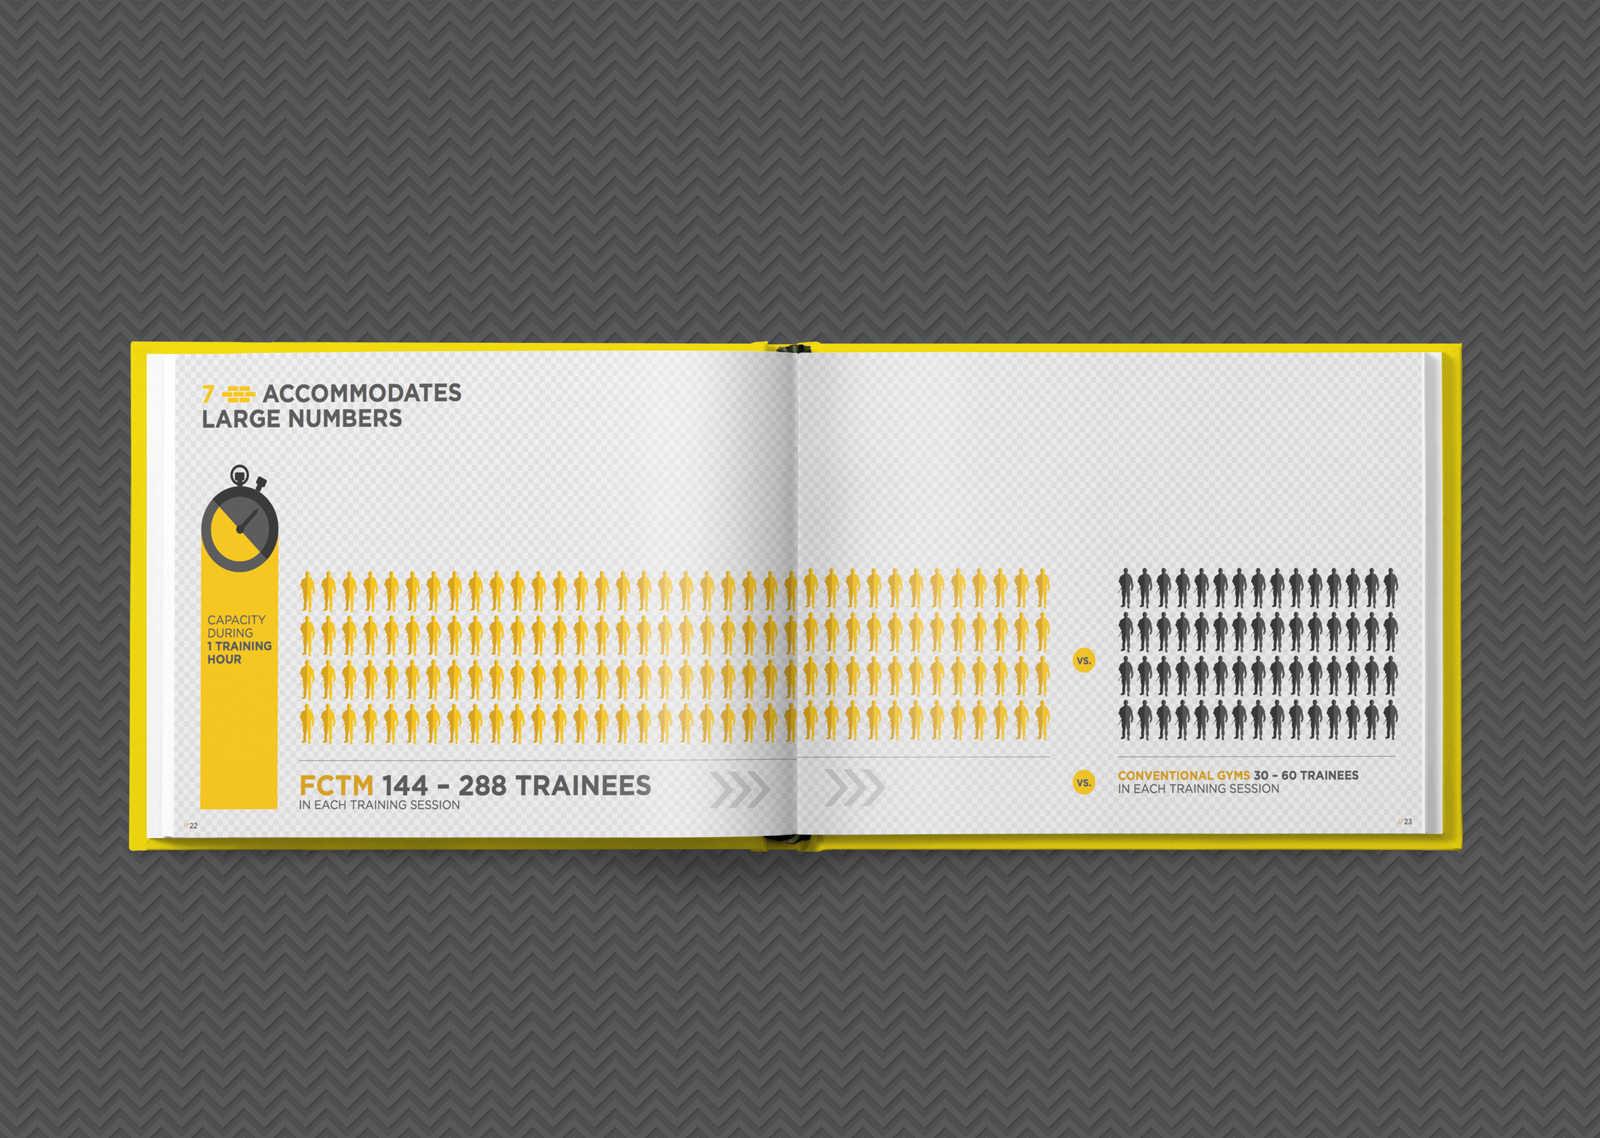 7 ACCOMMODATES
LARGE NUMBERS
CAPACITY
DURING
1 TRAINING
HOUR
VS.
FCTM 144 – 288 TRAINEES
IN EACH TRAINING SESSION
VS.
CONVENTIONAL GYMS 30 – 60 TRAINEES
IN EACH TRAINING SESSION
//22
//23